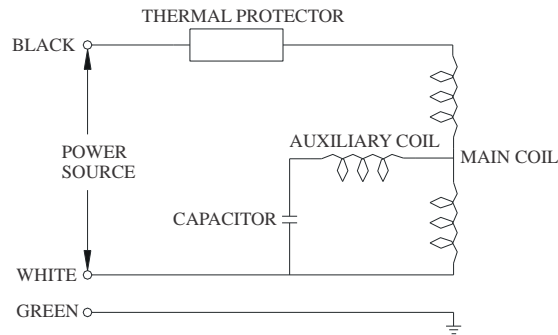 THERMAL PROTECTOR
BLACK
AUXILIARY COIL
MAIN COIL
POWER
SOURCE
CAPACITOR
WHITE
GREEN